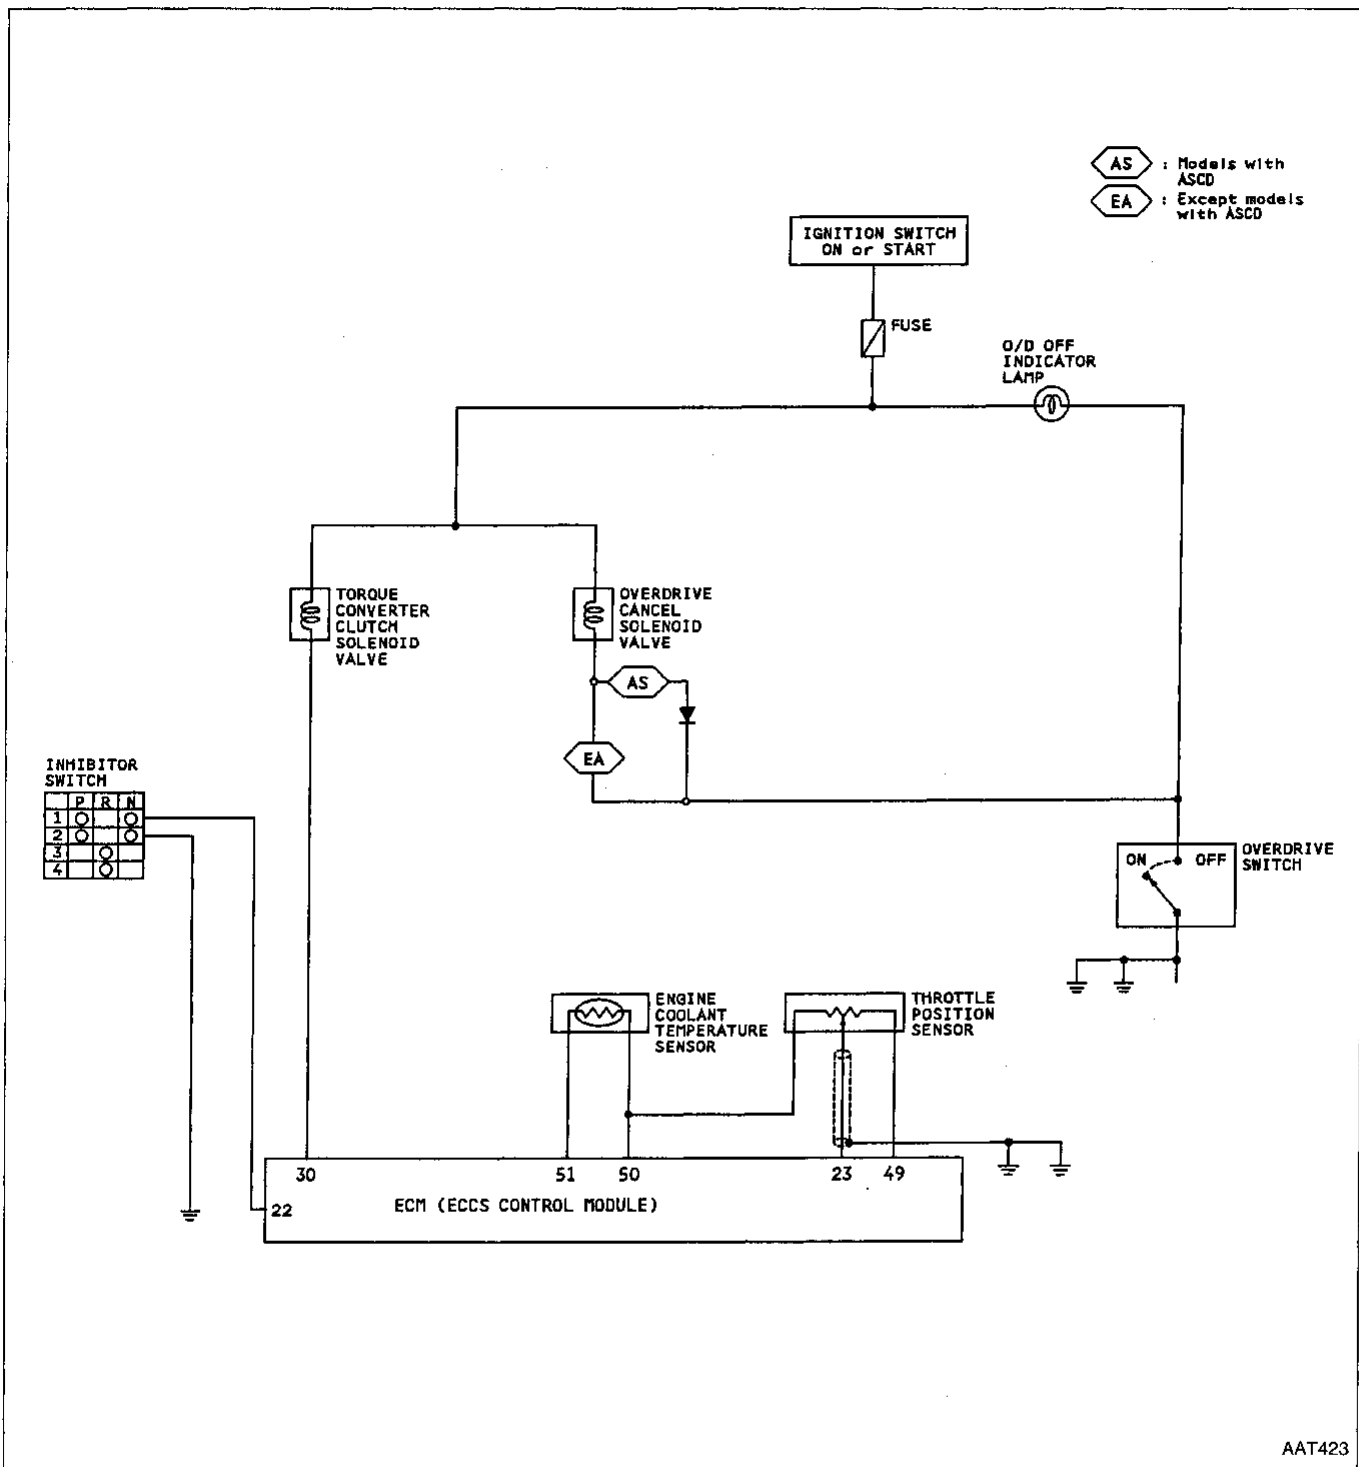 AS : Models with
ASCD
EA : Except models
with ASCD
IGNITION SWITCH
ON or START
FUSE
O/D OFF
INDICATOR
LAMP
TORQUE
CONVERTER
CLUTCH
SOLENOID
VALVE
OVERDRIVE
CANCEL
SOLENOID
VALVE
AS
EA
INHIBITOR
SWITCH
P R N
1
2
3
4
ON OFF
OVERDRIVE
SWITCH
ENGINE
COOLANT
TEMPERATURE
SENSOR
THROTTLE
POSITION
SENSOR
30 51 50 23 49
22 ECM (ECCS CONTROL MODULE)
AAT423